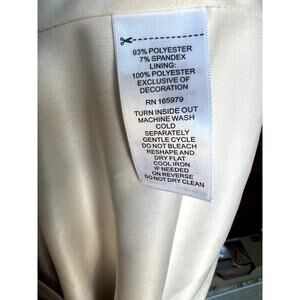 93% POLYESTER
7% SPANDEX
LINING:
100% POLYESTER
EXCLUSIVE OF
DECORATION
RN 165979
TURN INSIDE OUT
MACHINE WASH
COLD
SEPARATELY
GENTLE CYCLE
DO NOT BLEACH
RESHAPE AND
DRY FLAT
COOL IRON
IF NEEDED
ON REVERSE
DO NOT DRY CLEAN